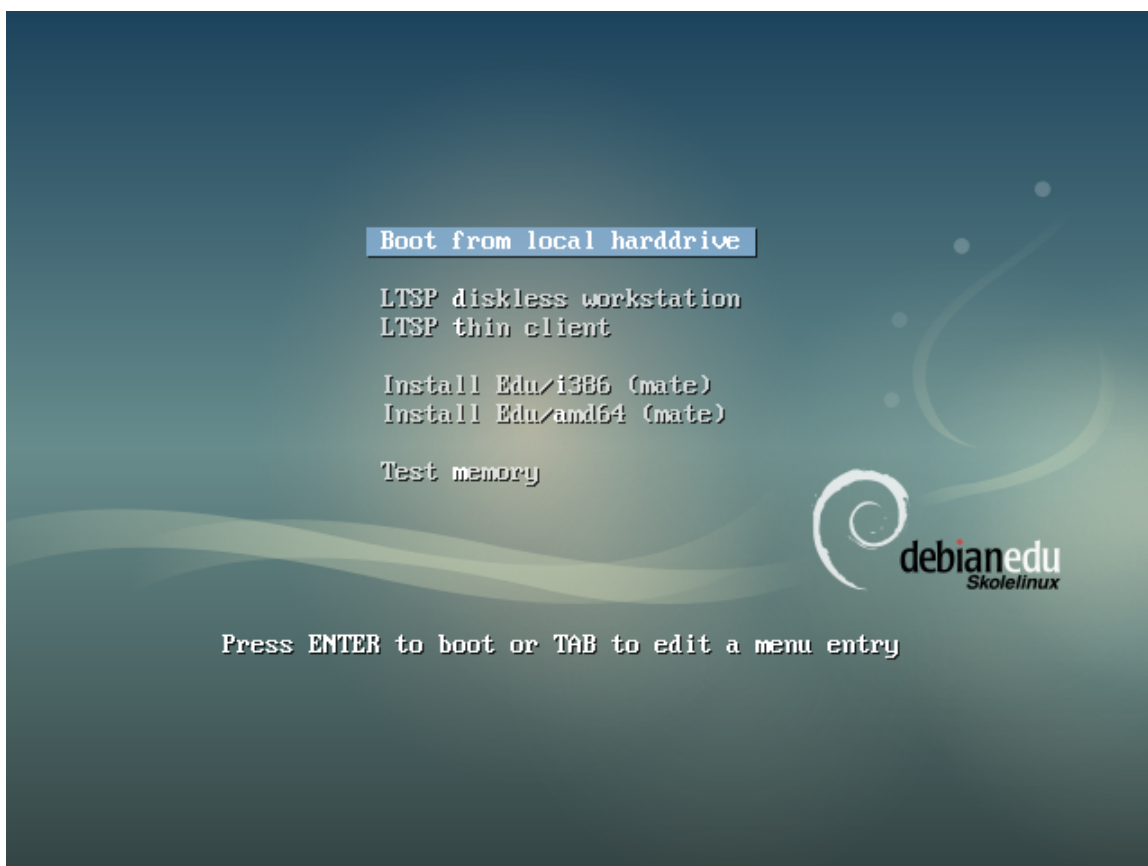 Boot from local harddrive
LTSP diskless workstation
LTSP thin client
Install Edu/i386 (mate)
Install Edu/amd64 (mate)
Test memory
debianedu
Skolelinux
Press ENTER to boot or TAB to edit a menu entry